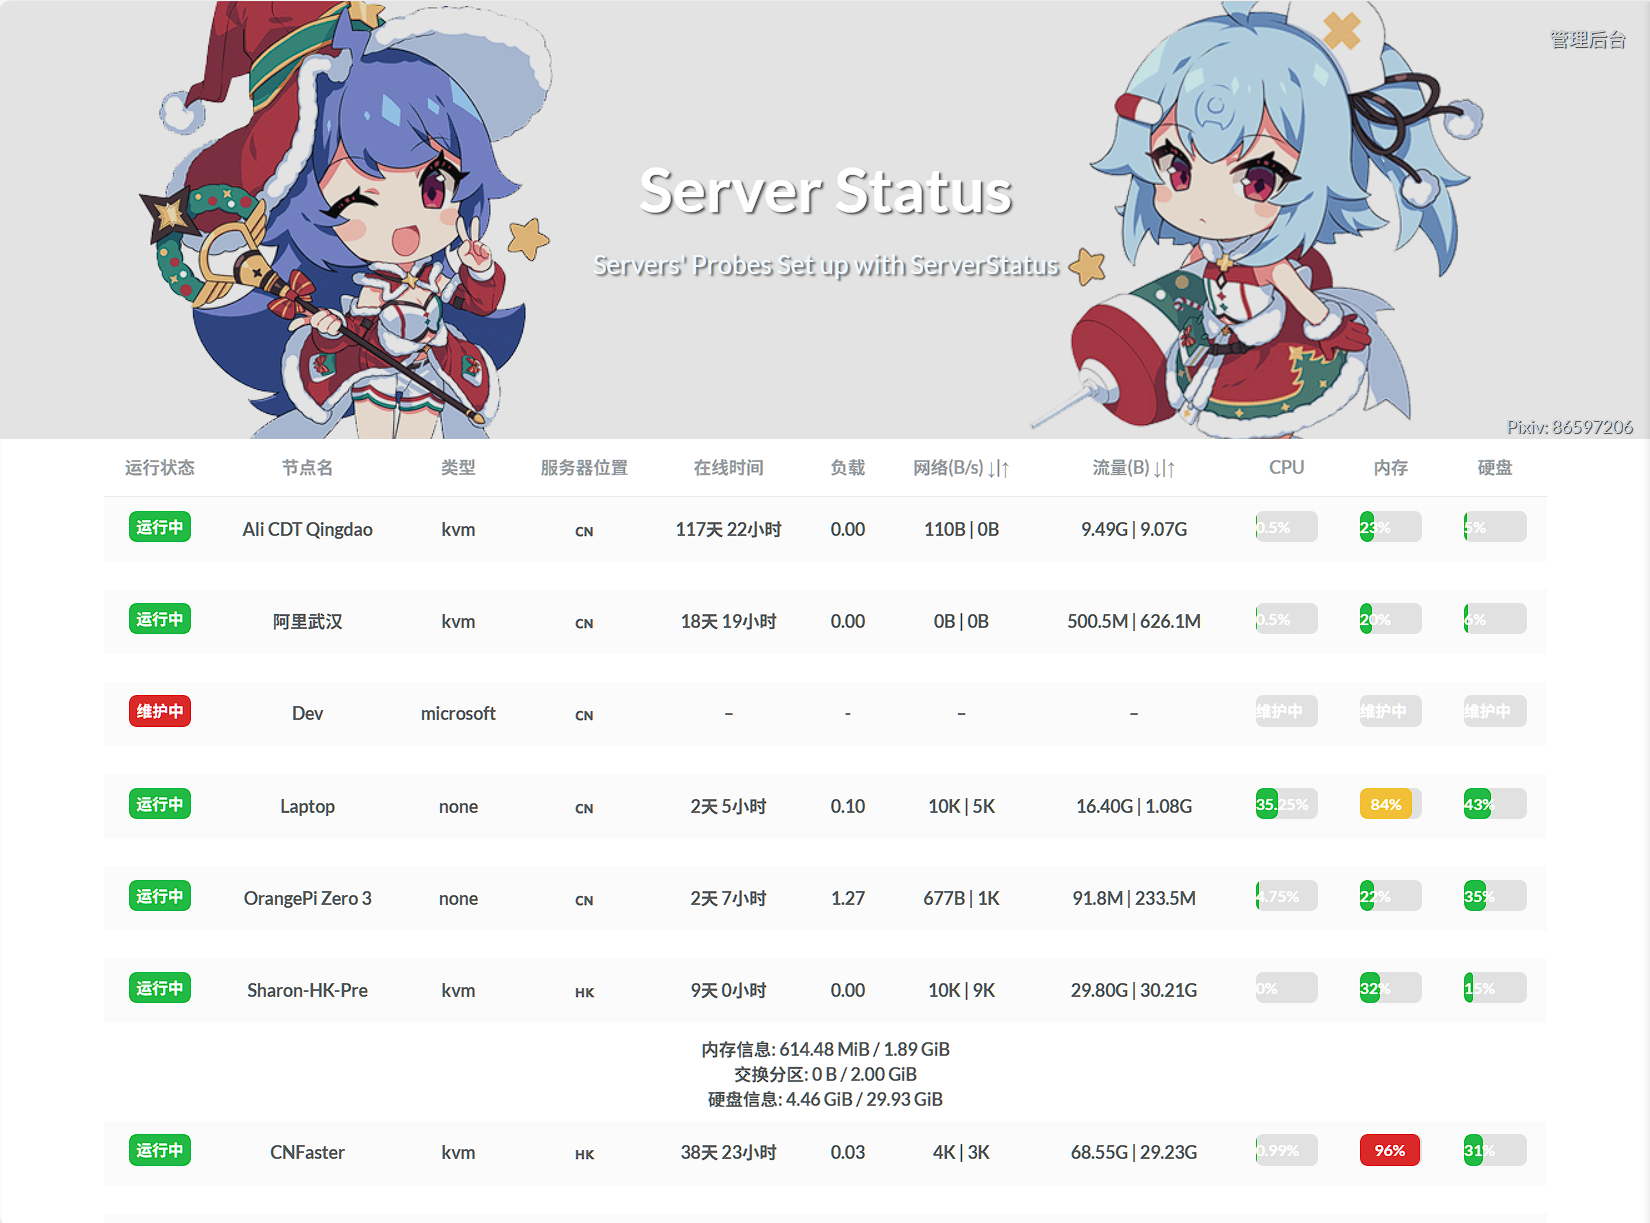 管理后台
Server Status
Servers' Probes Set up with ServerStatus
Pixiv: 86597206
运行状态 节点名 类型 服务器位置 在线时间 负载 网络(B/s) ↓|↑ 流量(B) ↓|↑ CPU 内存 硬盘
运行中 Ali CDT Qingdao kvm CN 117天 22小时 0.00 110B | 0B 9.49G | 9.07G 0.5% 23% 5%
运行中 阿里武汉 kvm CN 18天 19小时 0.00 0B | 0B 500.5M | 626.1M 0.5% 20% 6%
维护中 Dev microsoft CN – - – – 维护中 维护中 维护中
运行中 Laptop none CN 2天 5小时 0.10 10K | 5K 16.40G | 1.08G 35.25% 84% 43%
运行中 OrangePi Zero 3 none CN 2天 7小时 1.27 677B | 1K 91.8M | 233.5M 4.75% 22% 35%
运行中 Sharon-HK-Pre kvm HK 9天 0小时 0.00 10K | 9K 29.80G | 30.21G 0% 32% 15%
内存信息: 614.48 MiB / 1.89 GiB
交换分区: 0 B / 2.00 GiB
硬盘信息: 4.46 GiB / 29.93 GiB
运行中 CNFaster kvm HK 38天 23小时 0.03 4K | 3K 68.55G | 29.23G 0.99% 96% 31%